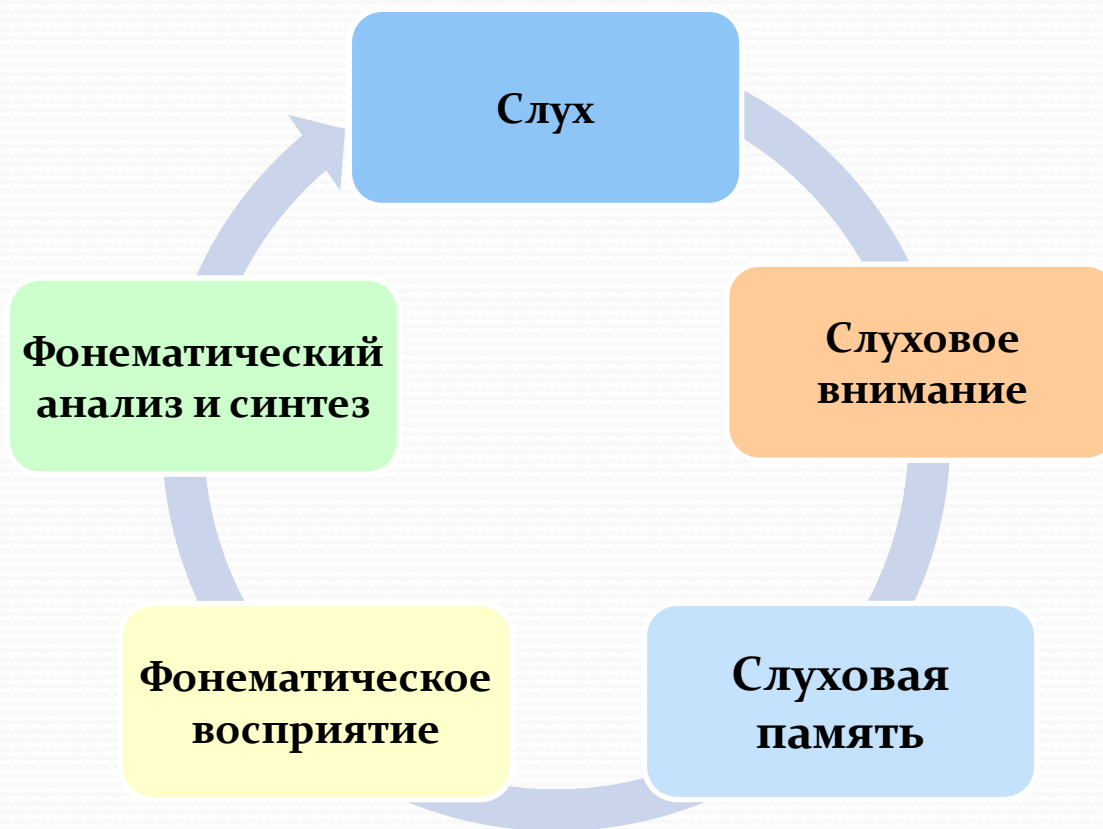 Слух
Слуховое
внимание
Слуховая
память
Фонематическое
восприятие
Фонематический
анализ и синтез